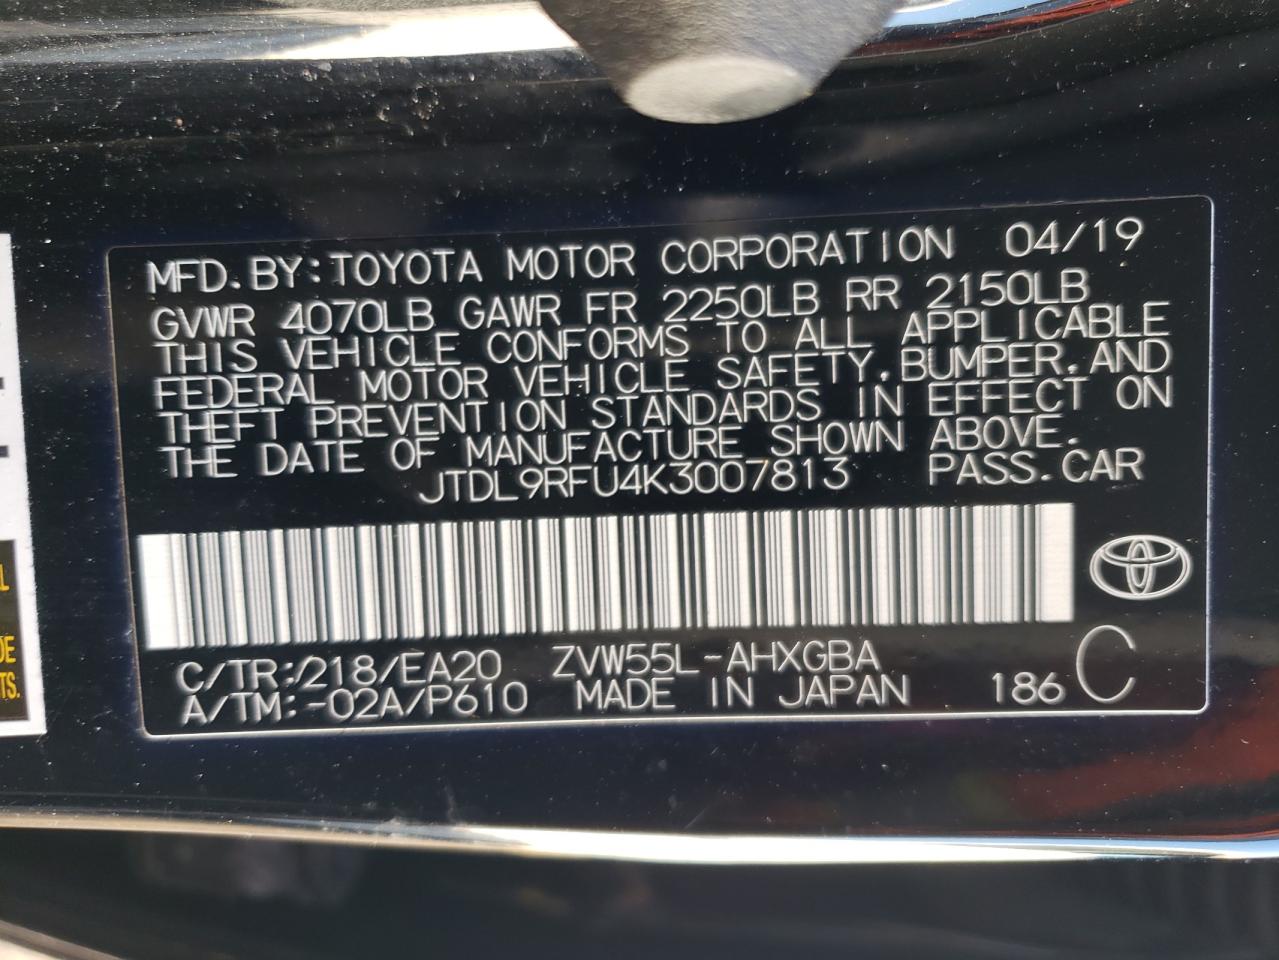 MFD.BY:TOYOTA MOTOR CORPORATION 04/19
GVWR 4070LB GAWR FR 2250LB RR 2150LB
THIS VEHICLE CONFORMS TO ALL APPLICABLE
FEDERAL MOTOR VEHICLE SAFETY,BUMPER,AND
THEFT PREVENTION STANDARDS IN EFFECT ON
THE DATE OF MANUFACTURE SHOWN ABOVE.
JTDL9RFU4K3007813 PASS.CAR
C/TR:218/EA20 ZVW55L-AHXGBA
A/TM:-02A/P610 MADE IN JAPAN 186 C